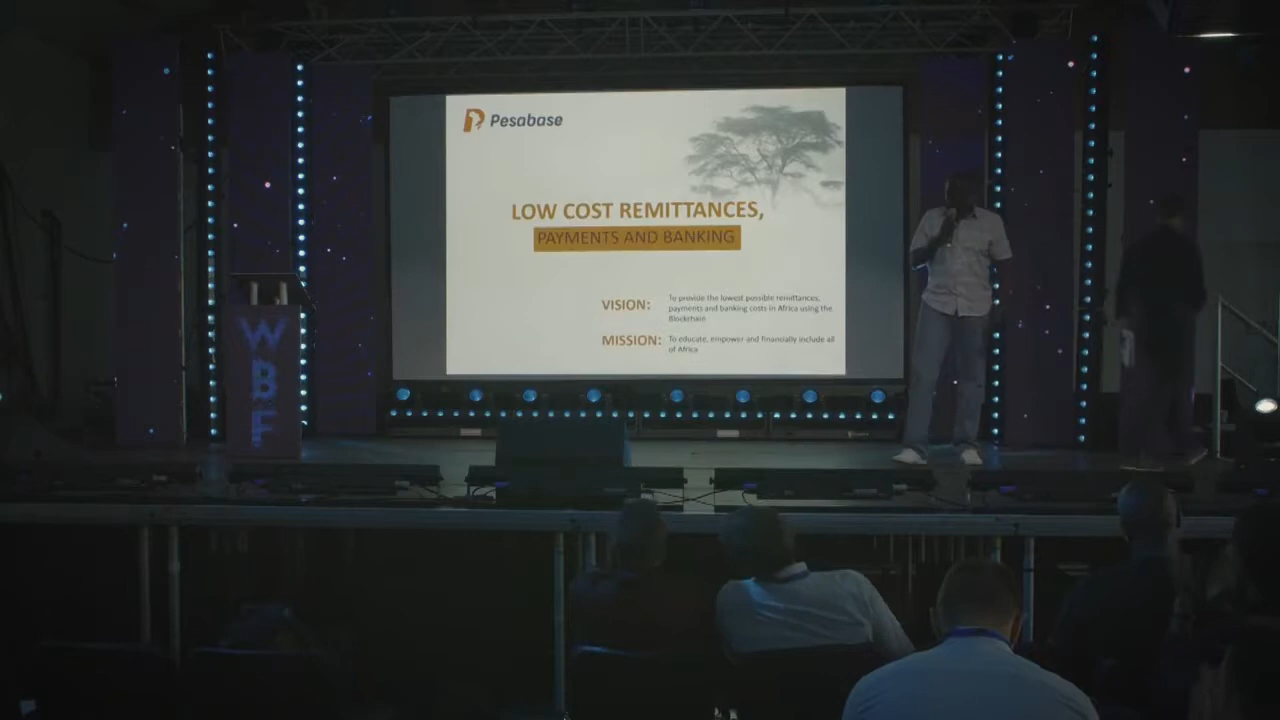 Pesabase
LOW COST REMITTANCES,
PAYMENTS AND BANKING
VISION:
To provide the lowest possible remittances,
payments and banking costs in Africa using the
Blockchain
MISSION:
To educate, empower and financially include all
of Africa
WBF